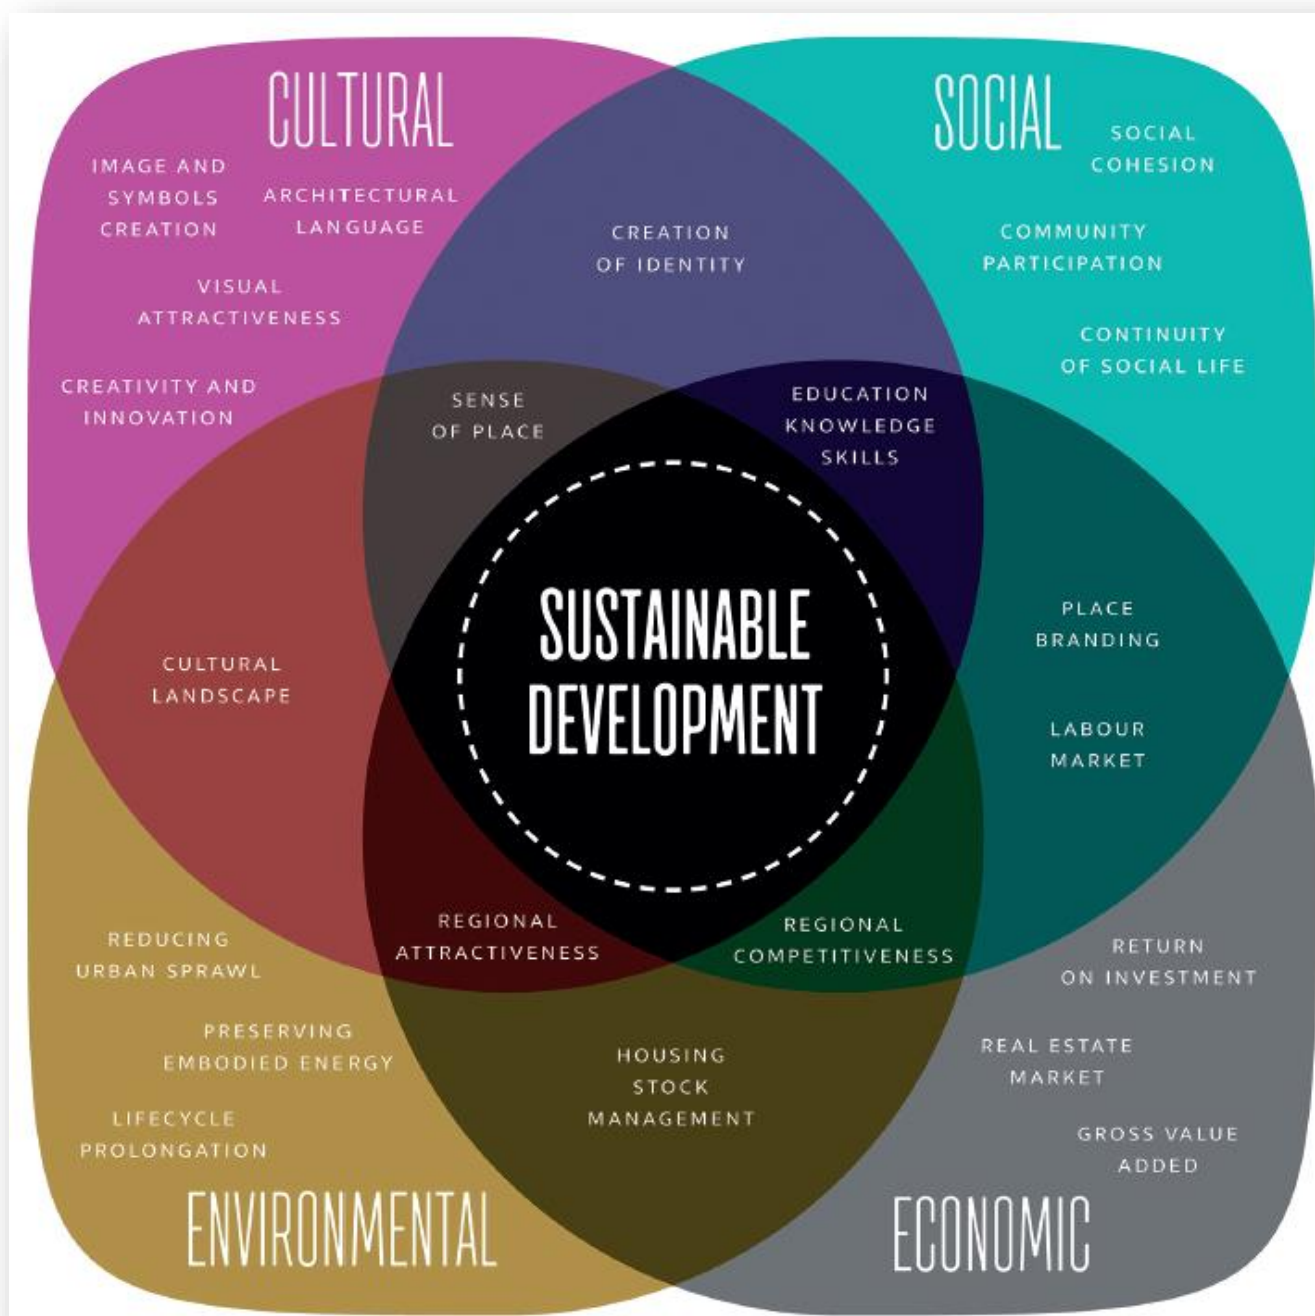 CULTURAL
IMAGE AND
SYMBOLS
CREATION
ARCHITECTURAL
LANGUAGE
VISUAL
ATTRACTIVENESS
CREATIVITY AND
INNOVATION
CREATION
OF IDENTITY
SOCIAL
SOCIAL
COHESION
COMMUNITY
PARTICIPATION
CONTINUITY
OF SOCIAL LIFE
SENSE
OF PLACE
EDUCATION
KNOWLEDGE
SKILLS
CULTURAL
LANDSCAPE
SUSTAINABLE
DEVELOPMENT
PLACE
BRANDING
LABOUR
MARKET
REGIONAL
ATTRACTIVENESS
REGIONAL
COMPETITIVENESS
REDUCING
URBAN SPRAWL
PRESERVING
EMBODIED ENERGY
LIFECYCLE
PROLONGATION
ENVIRONMENTAL
HOUSING
STOCK
MANAGEMENT
RETURN
ON INVESTMENT
REAL ESTATE
MARKET
GROSS VALUE
ADDED
ECONOMIC